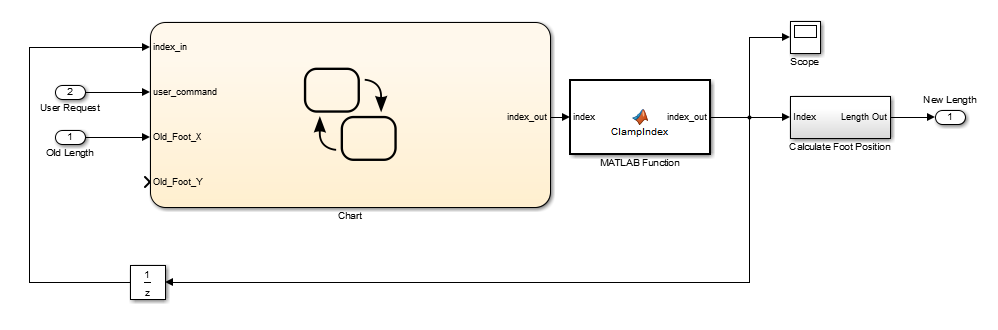 index_in
2
user_command
User Request
1
Old_Foot_X
Old Length
Old_Foot_Y
index_out
Chart
index
index_out
ClampIndex
MATLAB Function
Scope
Index
Length Out
Calculate Foot Position
New Length
1
1
z